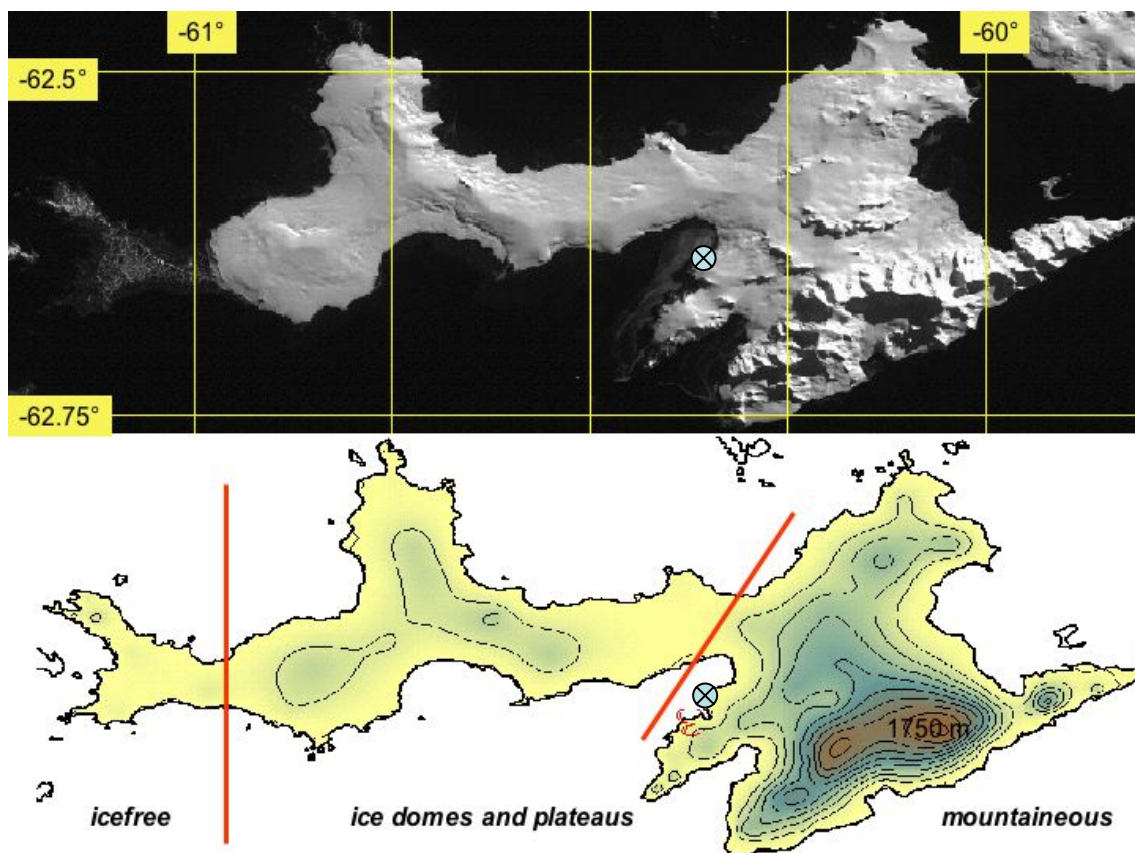 -61°
-60°
-62.5°
-62.75°
1750 m
icefree
ice domes and plateaus
mountaineous